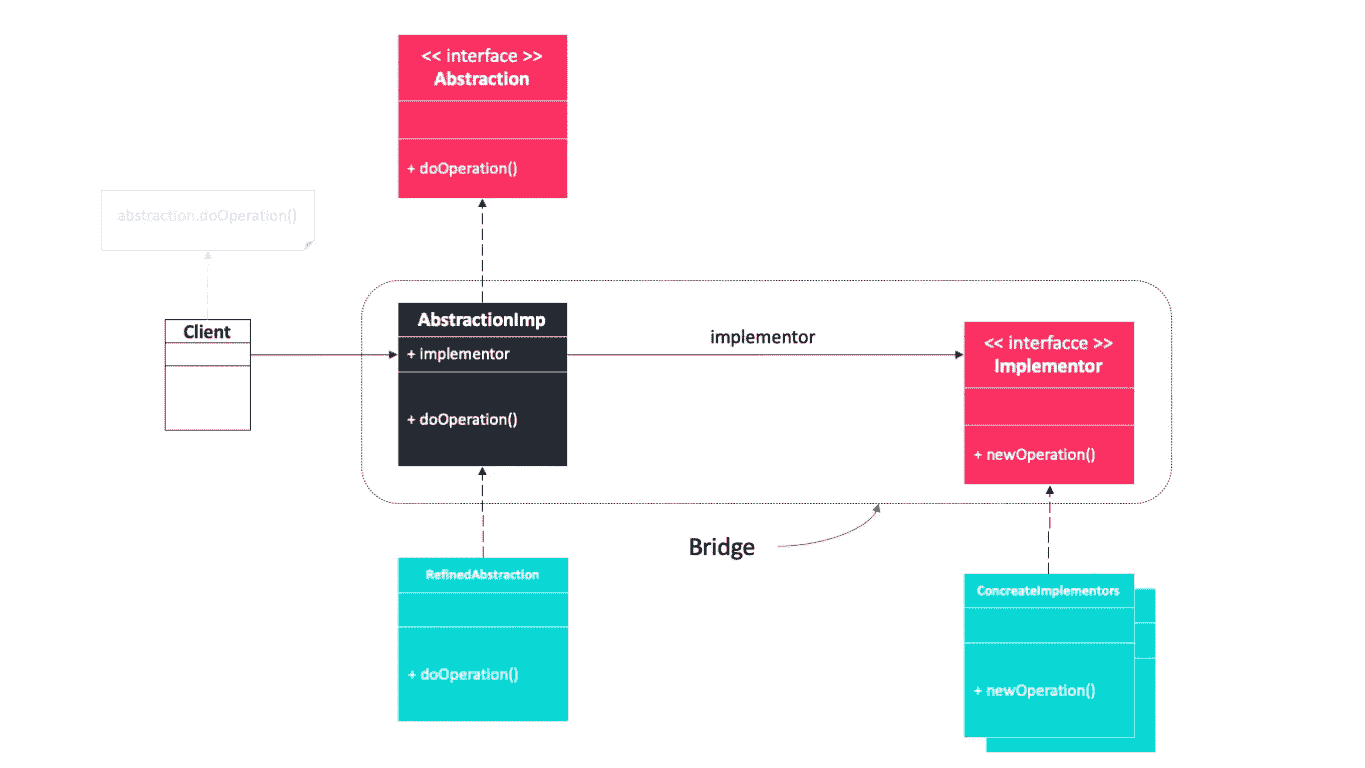 << interface >>
Abstraction
+ doOperation()
abstraction.doOperation()
Client
AbstractionImp
+ implementor
+ doOperation()
implementor
<< interfacce >>
Implementor
+ newOperation()
Bridge
RefinedAbstraction
+ doOperation()
ConcreateImplementors
+ newOperation()